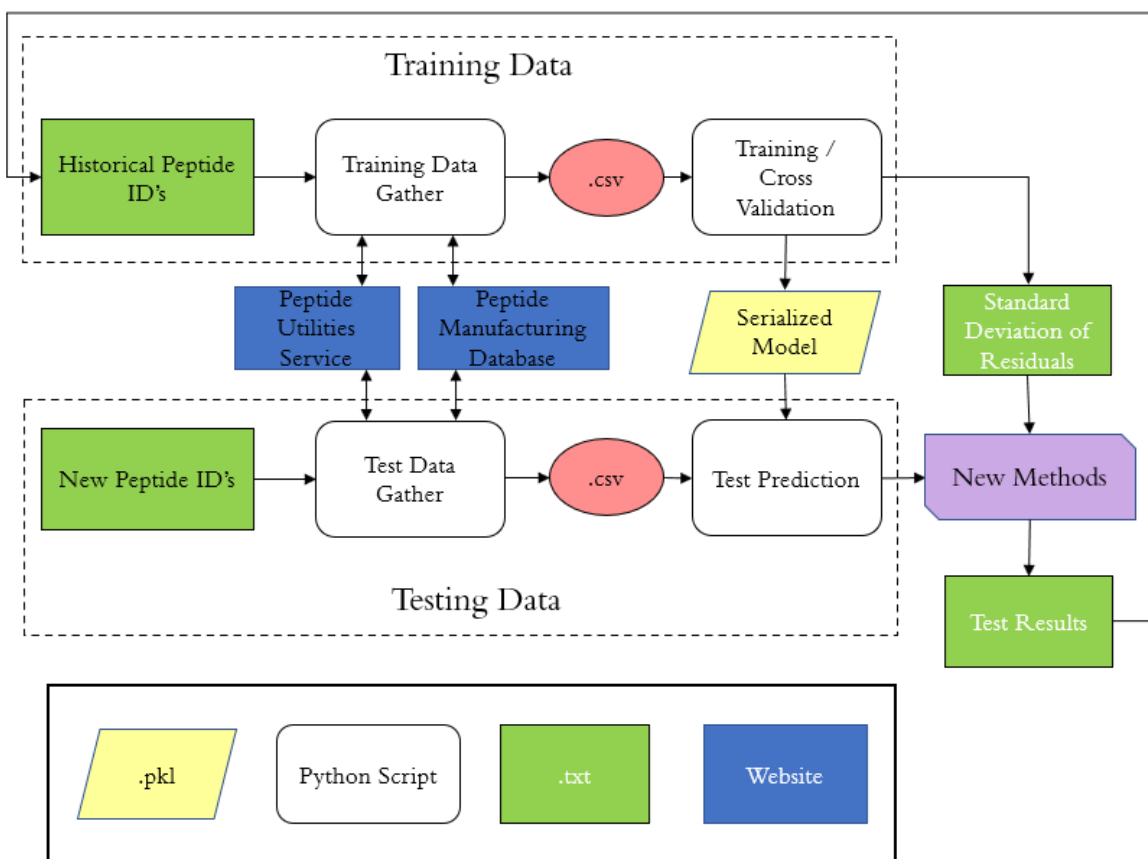 Training Data
Historical Peptide
ID's
Training Data
Gather
.csv
Training /
Cross
Validation
Peptide
Utilities
Service
Peptide
Manufacturing
Database
Serialized
Model
Standard
Deviation of
Residuals
New Peptide ID's
Test Data
Gather
.csv
Test Prediction
New Methods
Testing Data
Test Results
.pkl
Python Script
.txt
Website